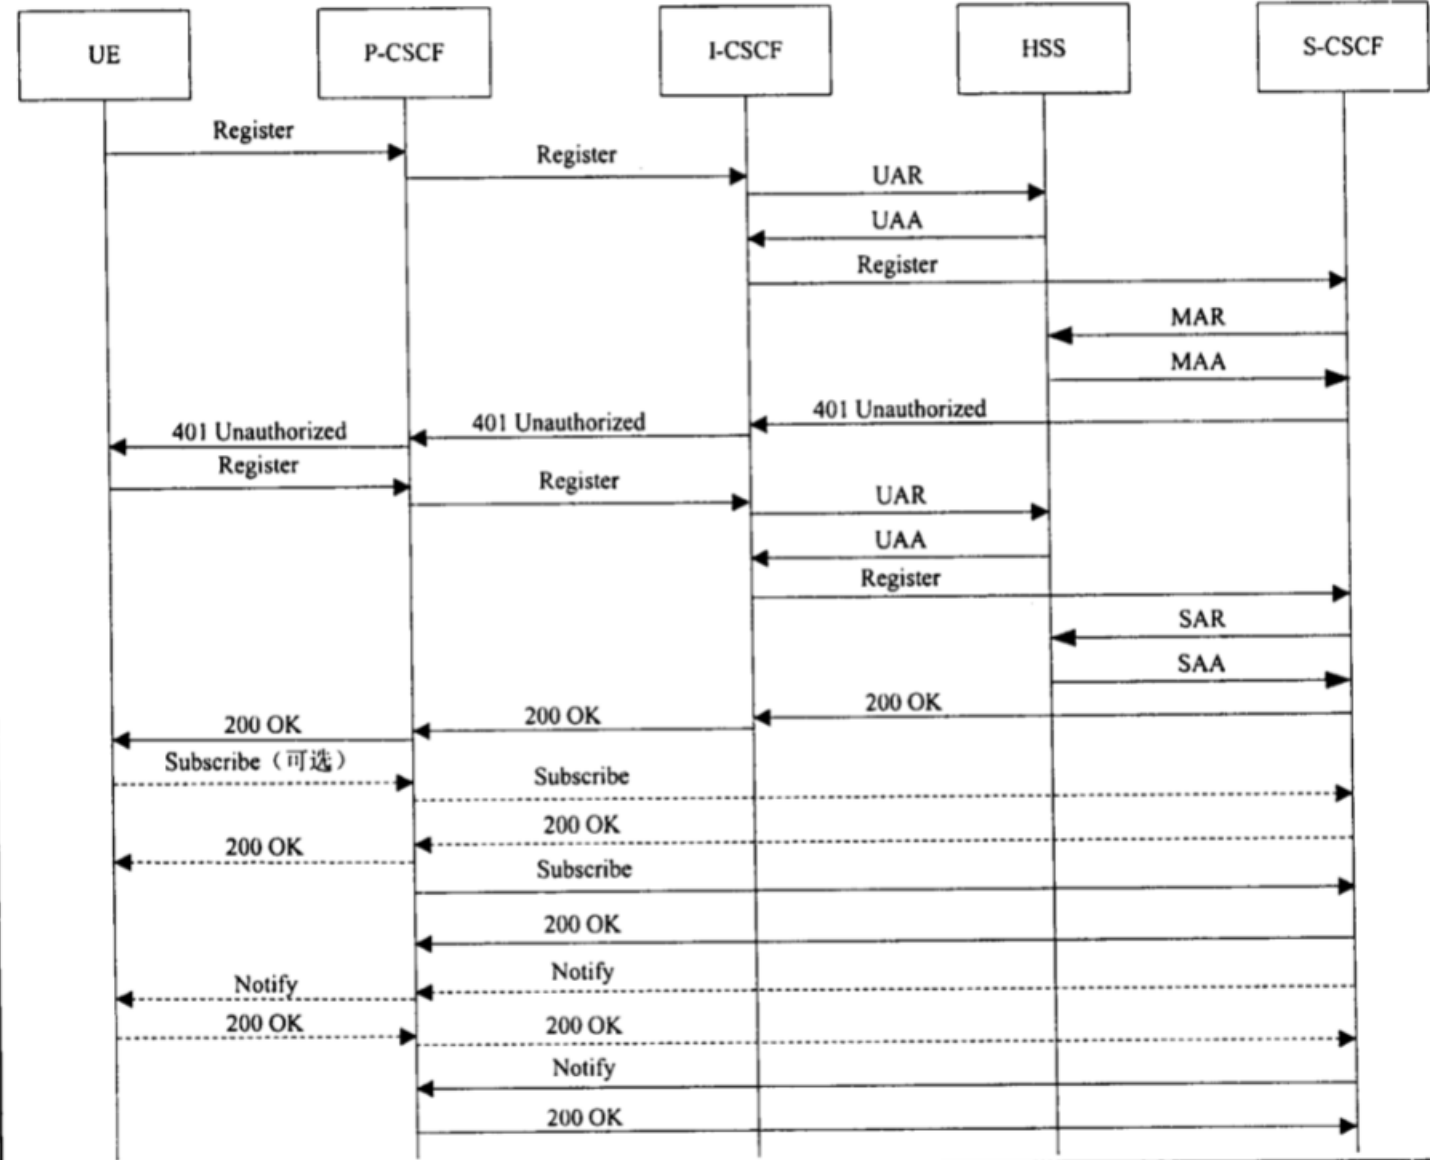 UE
P-CSCF
I-CSCF
HSS
S-CSCF
Register
Register
UAR
UAA
Register
MAR
MAA
401 Unauthorized
401 Unauthorized
401 Unauthorized
Register
Register
UAR
UAA
Register
SAR
SAA
200 OK
200 OK
200 OK
Subscribe（可选）
Subscribe
200 OK
200 OK
Subscribe
200 OK
Notify
Notify
200 OK
200 OK
Notify
200 OK